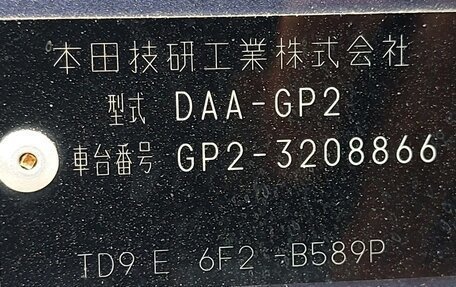 本田技研工業株式会社
型式 DAA-GP2
車台番号 GP2-3208866
TD9 E 6F2 -B589P